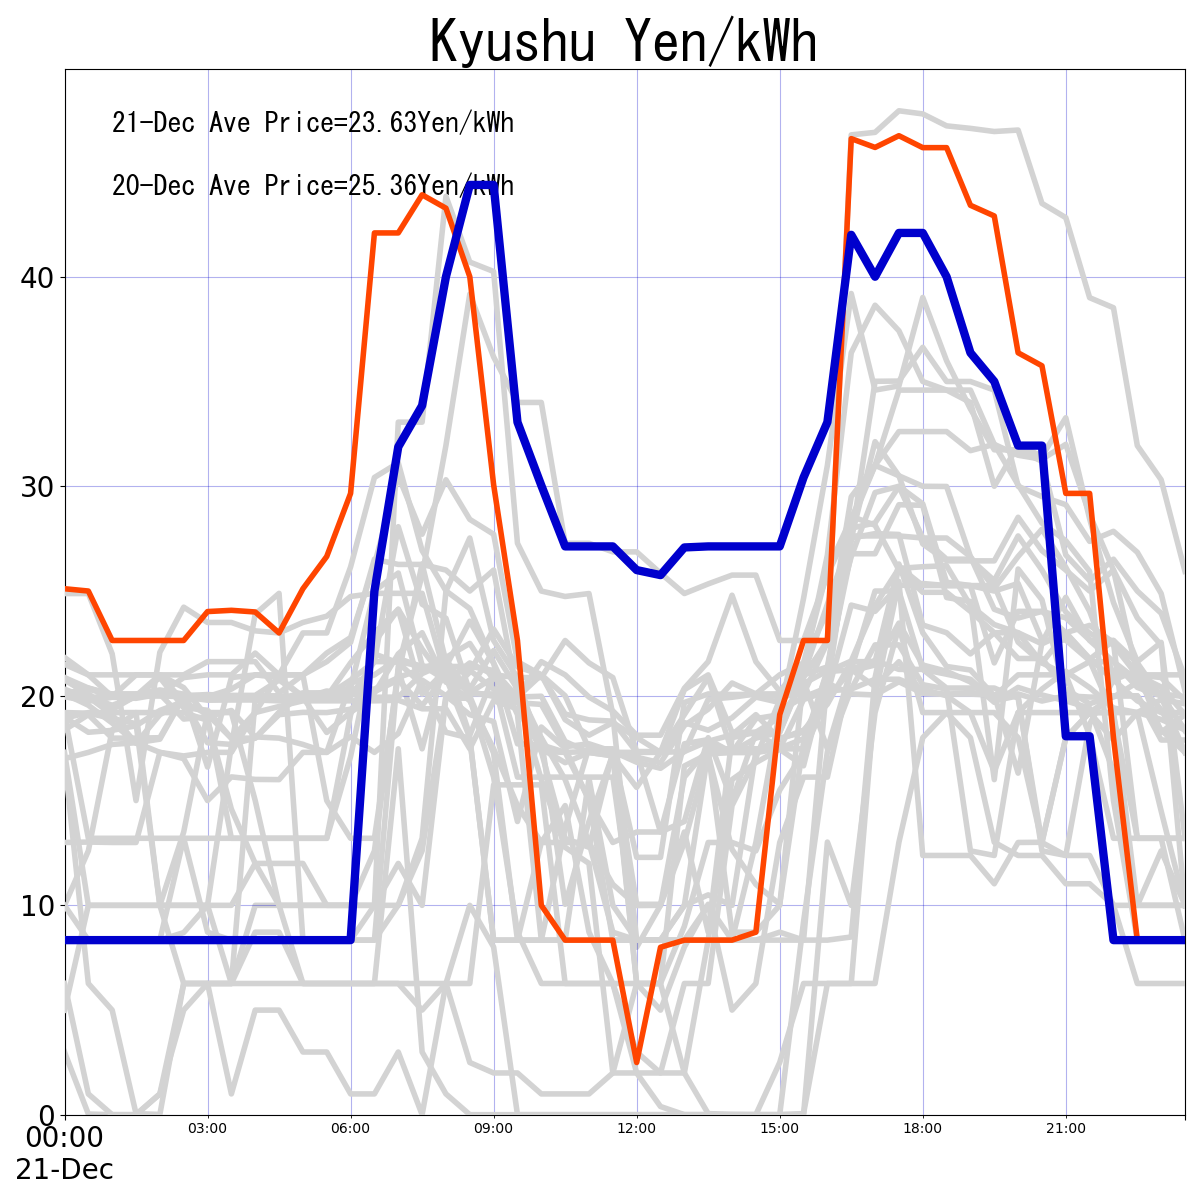 Kyushu Yen/kWh
21-Dec Ave Price=23.63Yen/kWh
20-Dec Ave Price=25.36Yen/kWh
40
30
20
10
0
00:00 03:00 06:00 09:00 12:00 15:00 18:00 21:00
21-Dec